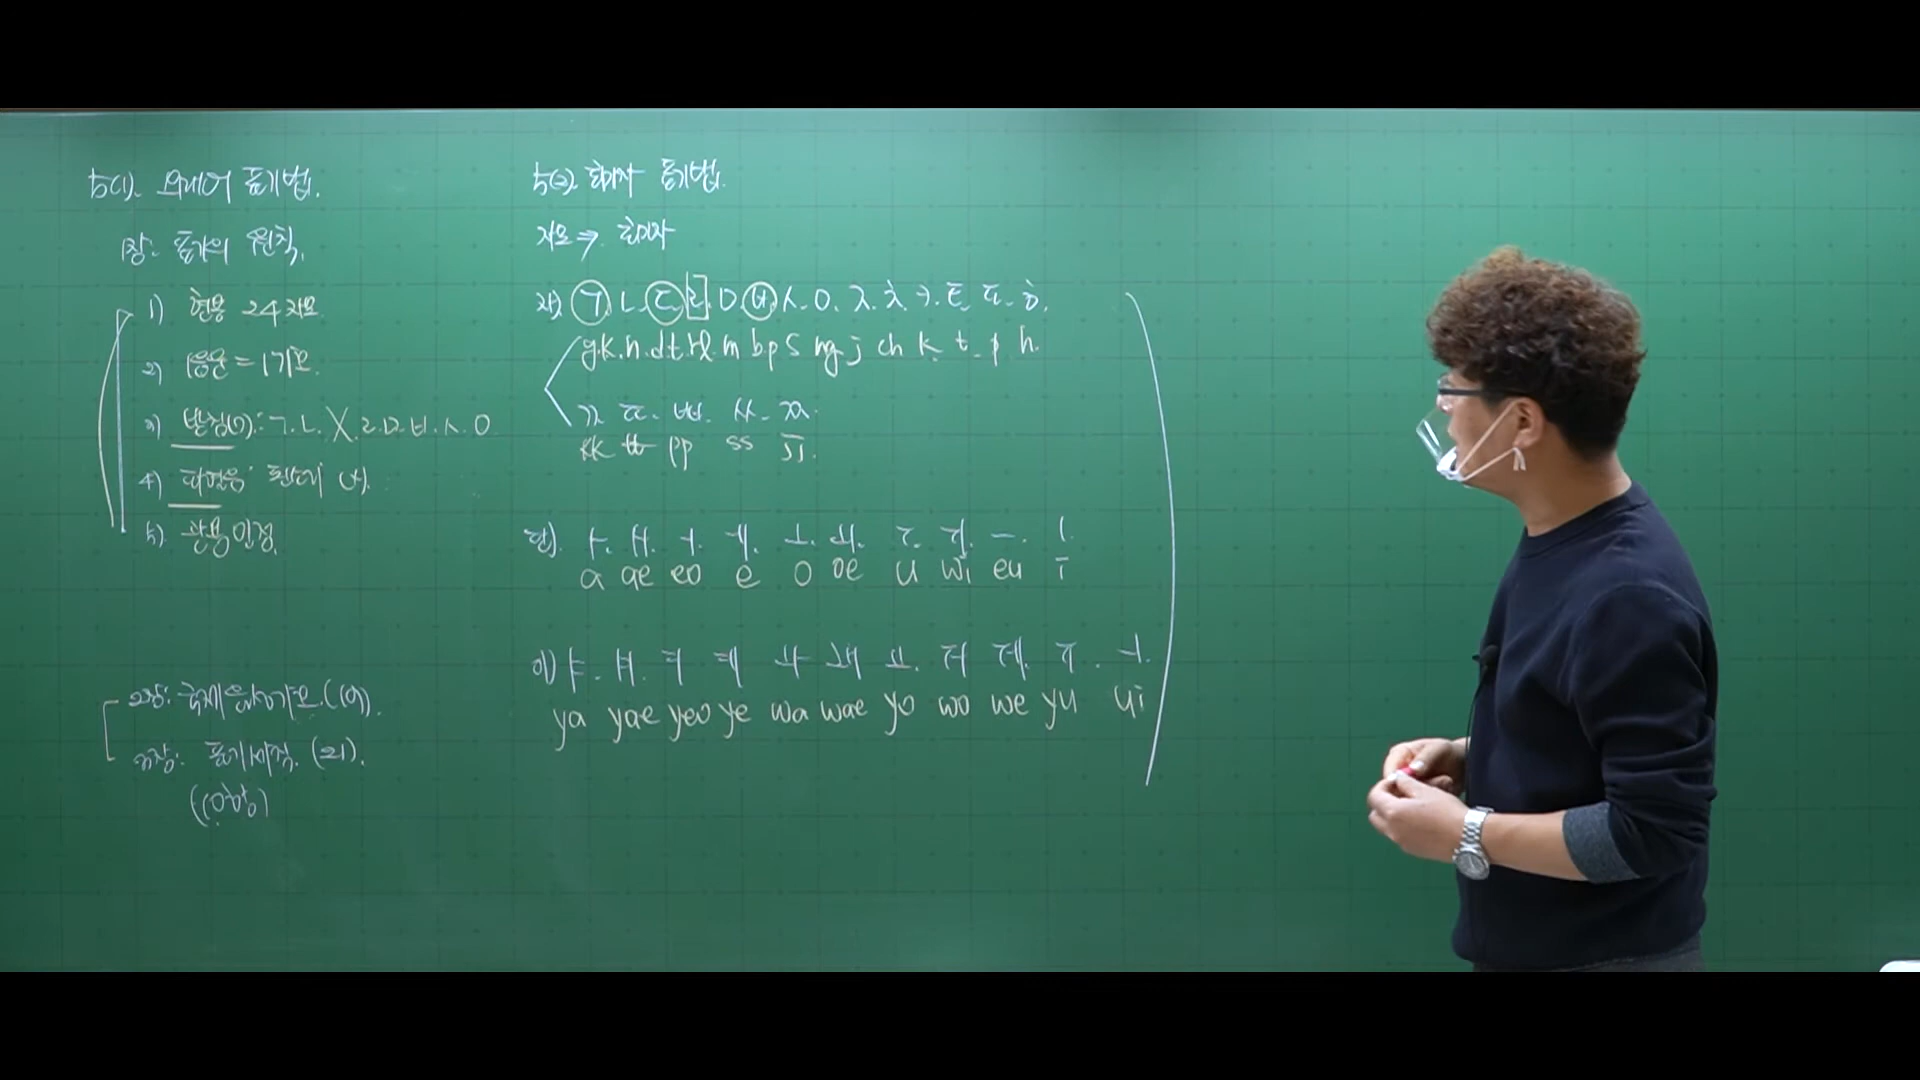 5(1). 외래어 표기법.
1장: 표기의 원칙.
1) 현용 24자모
2) 1음운=1기호.
3) 받침(7): ㄱ.ㄴ.X.ㄹ.ㅁ.ㅂ.ㅅ.ㅇ
4) 파열음: 된소리 (X).
5) 관용 인정.
2장: 국제음성기호.
3장: 표기세칙.
5(2). 로마자 표기법.
자모 ⇒ 로마자
자) ㄱ ㄴ. ㄷ ㄹ. ㅁ ㅂ ㅅ. ㅇ. ㅈ. ㅊ. ㅋ. ㅌ. ㅍ. ㅎ.
g.k. n. d.t. r.l. m b.p s ng j ch k. t. p h.
ㄲ ㄸ. ㅃ. ㅆ. ㅉ.
kk tt pp ss jj.
단). ㅏ. ㅐ. ㅓ. ㅔ. ㅗ. ㅚ. ㅜ. ㅟ. ㅡ. ㅣ.
a ae eo e o oe u wi eu i
이) ㅑ. ㅒ. ㅕ ㅖ ㅘ ㅙ ㅛ. ㅝ ㅞ. ㅠ. ㅢ.
ya yae yeo ye wa wae yo wo we yu ui